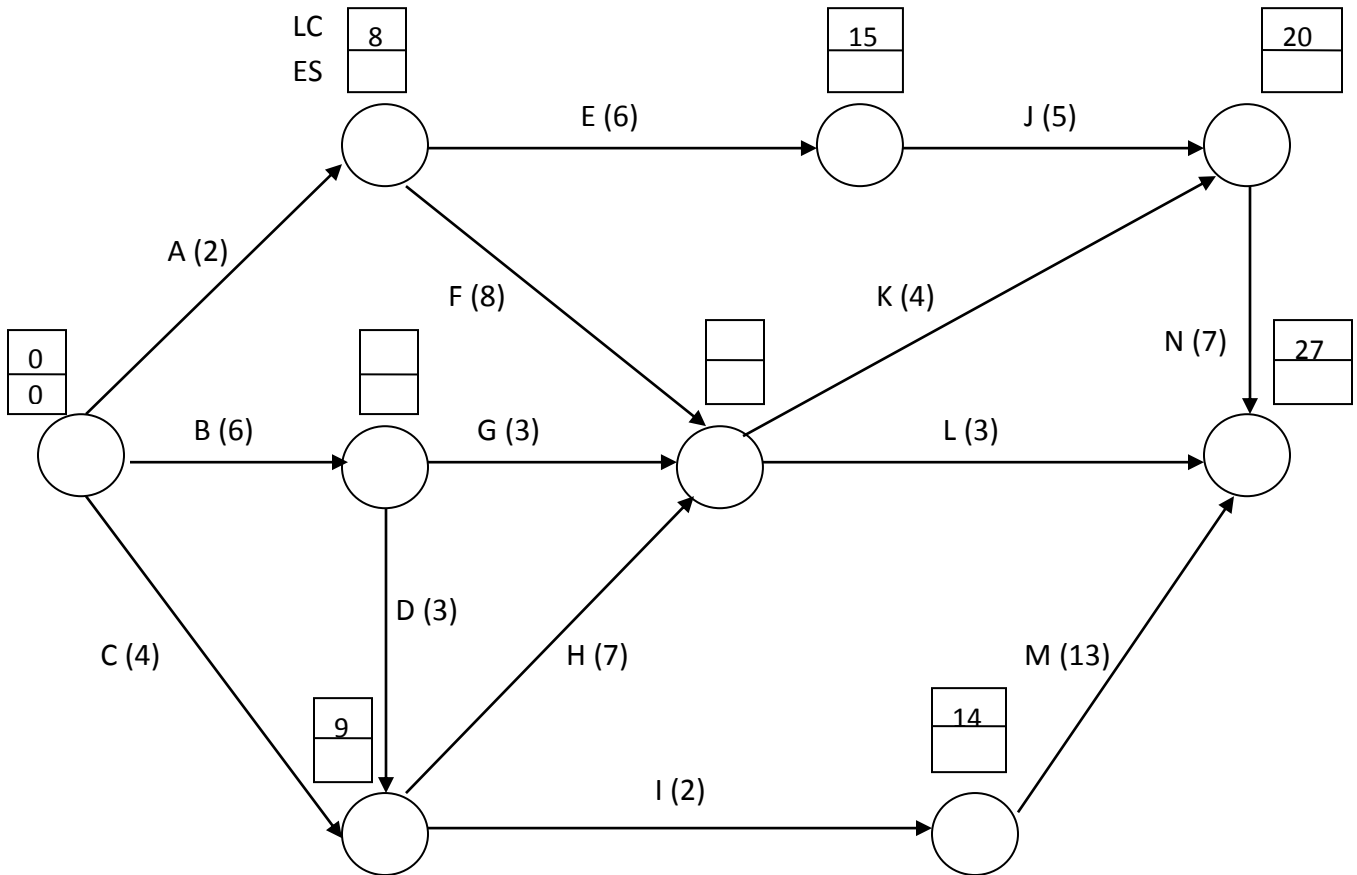 LC
8
15
20
ES
E (6)
J (5)
A (2)
F (8)
K (4)
0
N (7)
27
0
B (6)
G (3)
L (3)
D (3)
C (4)
H (7)
M (13)
9
14
I (2)